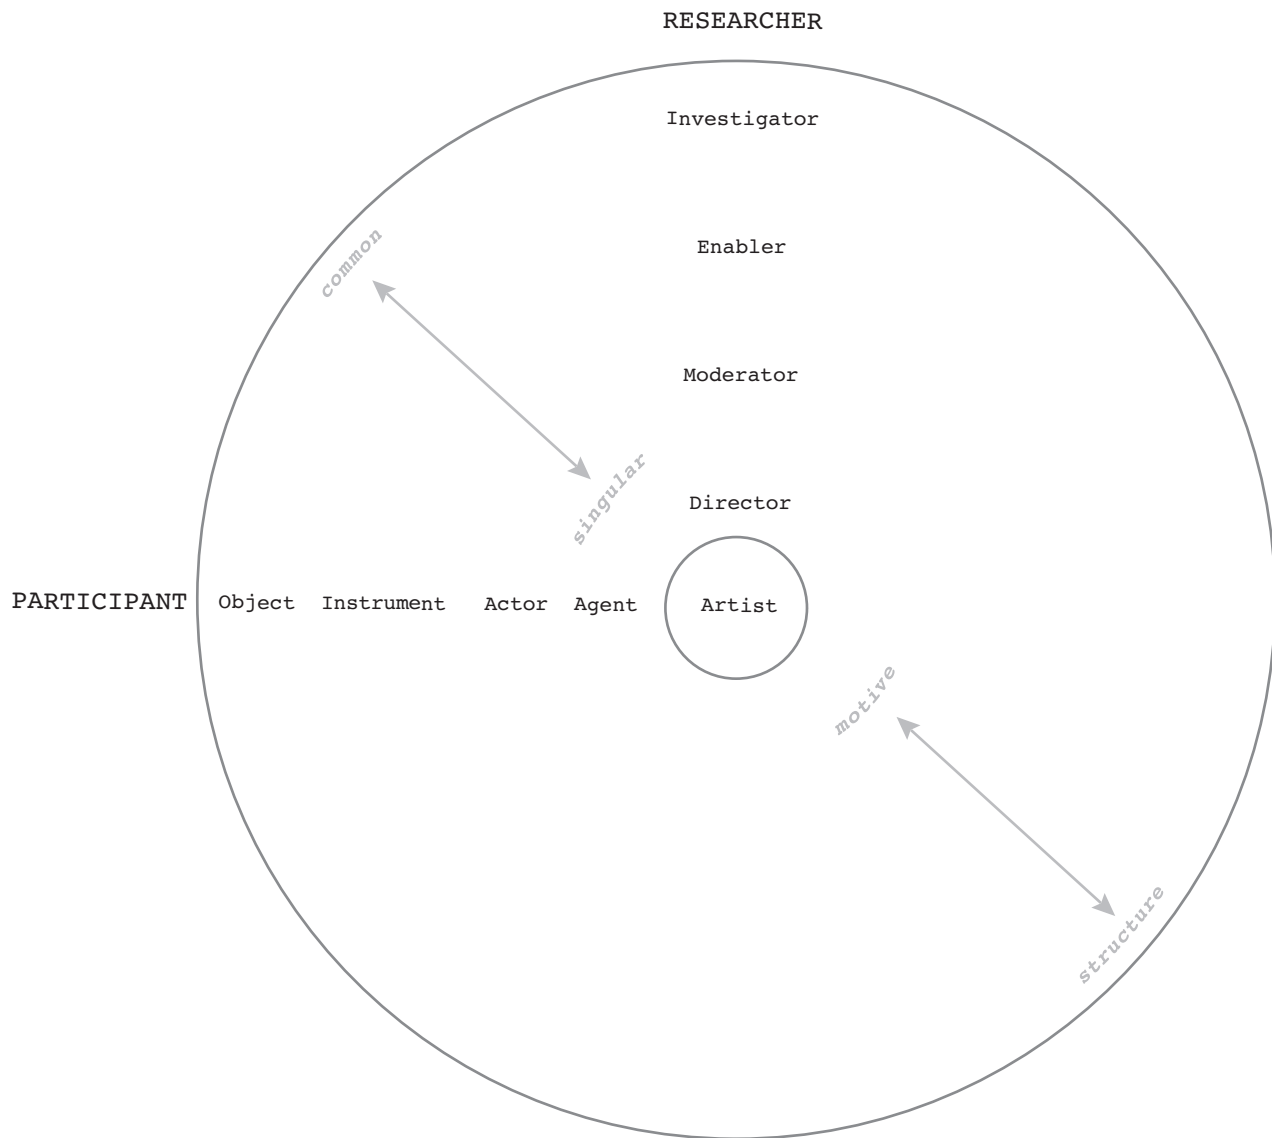 RESEARCHER
Investigator
common
Enabler
Moderator
singular
Director
PARTICIPANT Object Instrument Actor Agent Artist
motive
structure